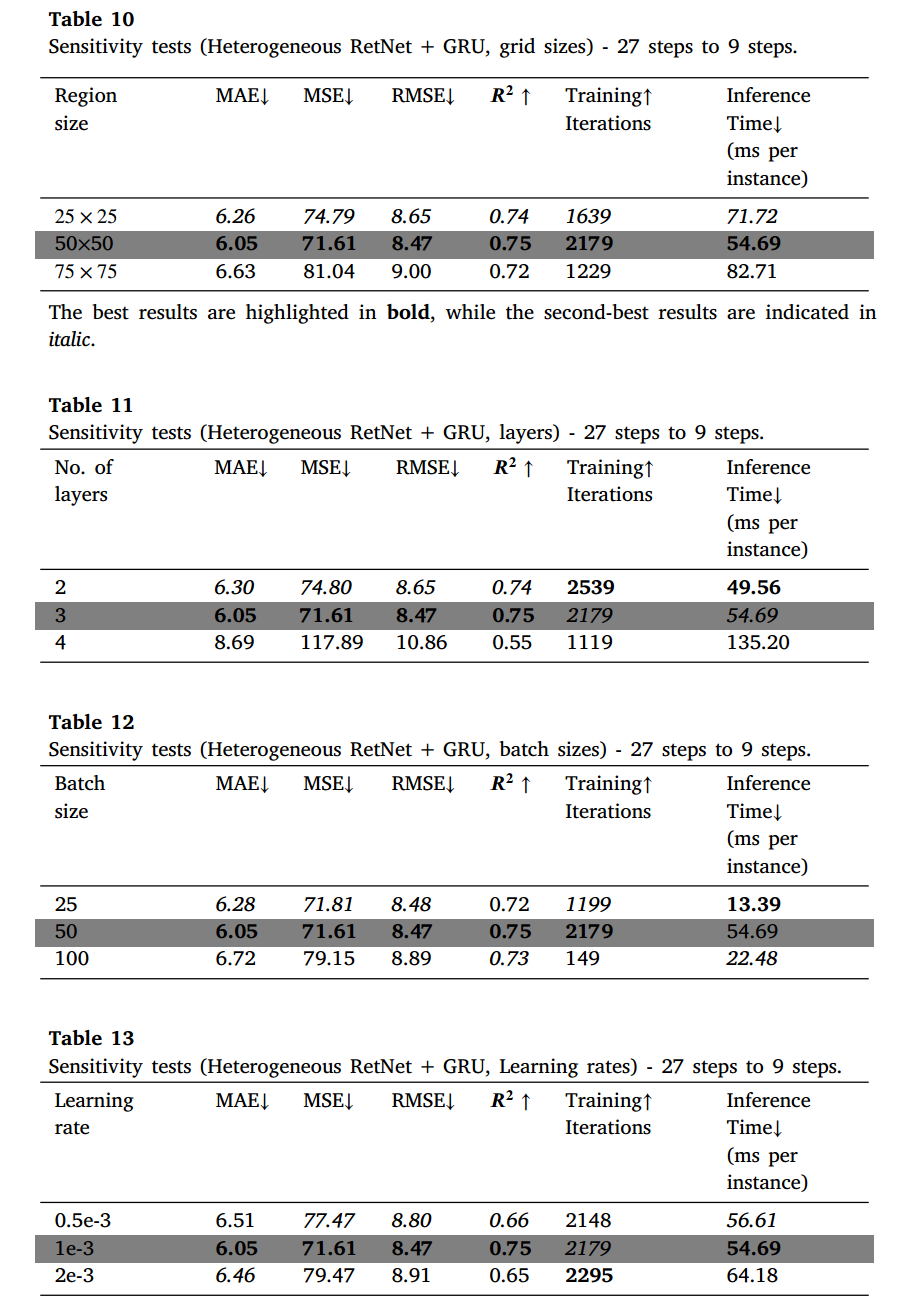 Table 10
Sensitivity tests (Heterogeneous RetNet + GRU, grid sizes) - 27 steps to 9 steps.
Region size MAE↓ MSE↓ RMSE↓ R² ↑ Training↑ Iterations Inference Time↓ (ms per instance)
25 × 25 6.26 74.79 8.65 0.74 1639 71.72
50×50 6.05 71.61 8.47 0.75 2179 54.69
75 × 75 6.63 81.04 9.00 0.72 1229 82.71
The best results are highlighted in bold, while the second-best results are indicated in
italic.
Table 11
Sensitivity tests (Heterogeneous RetNet + GRU, layers) - 27 steps to 9 steps.
No. of layers MAE↓ MSE↓ RMSE↓ R² ↑ Training↑ Iterations Inference Time↓ (ms per instance)
2 6.30 74.80 8.65 0.74 2539 49.56
3 6.05 71.61 8.47 0.75 2179 54.69
4 8.69 117.89 10.86 0.55 1119 135.20
Table 12
Sensitivity tests (Heterogeneous RetNet + GRU, batch sizes) - 27 steps to 9 steps.
Batch size MAE↓ MSE↓ RMSE↓ R² ↑ Training↑ Iterations Inference Time↓ (ms per instance)
25 6.28 71.81 8.48 0.72 1199 13.39
50 6.05 71.61 8.47 0.75 2179 54.69
100 6.72 79.15 8.89 0.73 149 22.48
Table 13
Sensitivity tests (Heterogeneous RetNet + GRU, Learning rates) - 27 steps to 9 steps.
Learning rate MAE↓ MSE↓ RMSE↓ R² ↑ Training↑ Iterations Inference Time↓ (ms per instance)
0.5e-3 6.51 77.47 8.80 0.66 2148 56.61
1e-3 6.05 71.61 8.47 0.75 2179 54.69
2e-3 6.46 79.47 8.91 0.65 2295 64.18